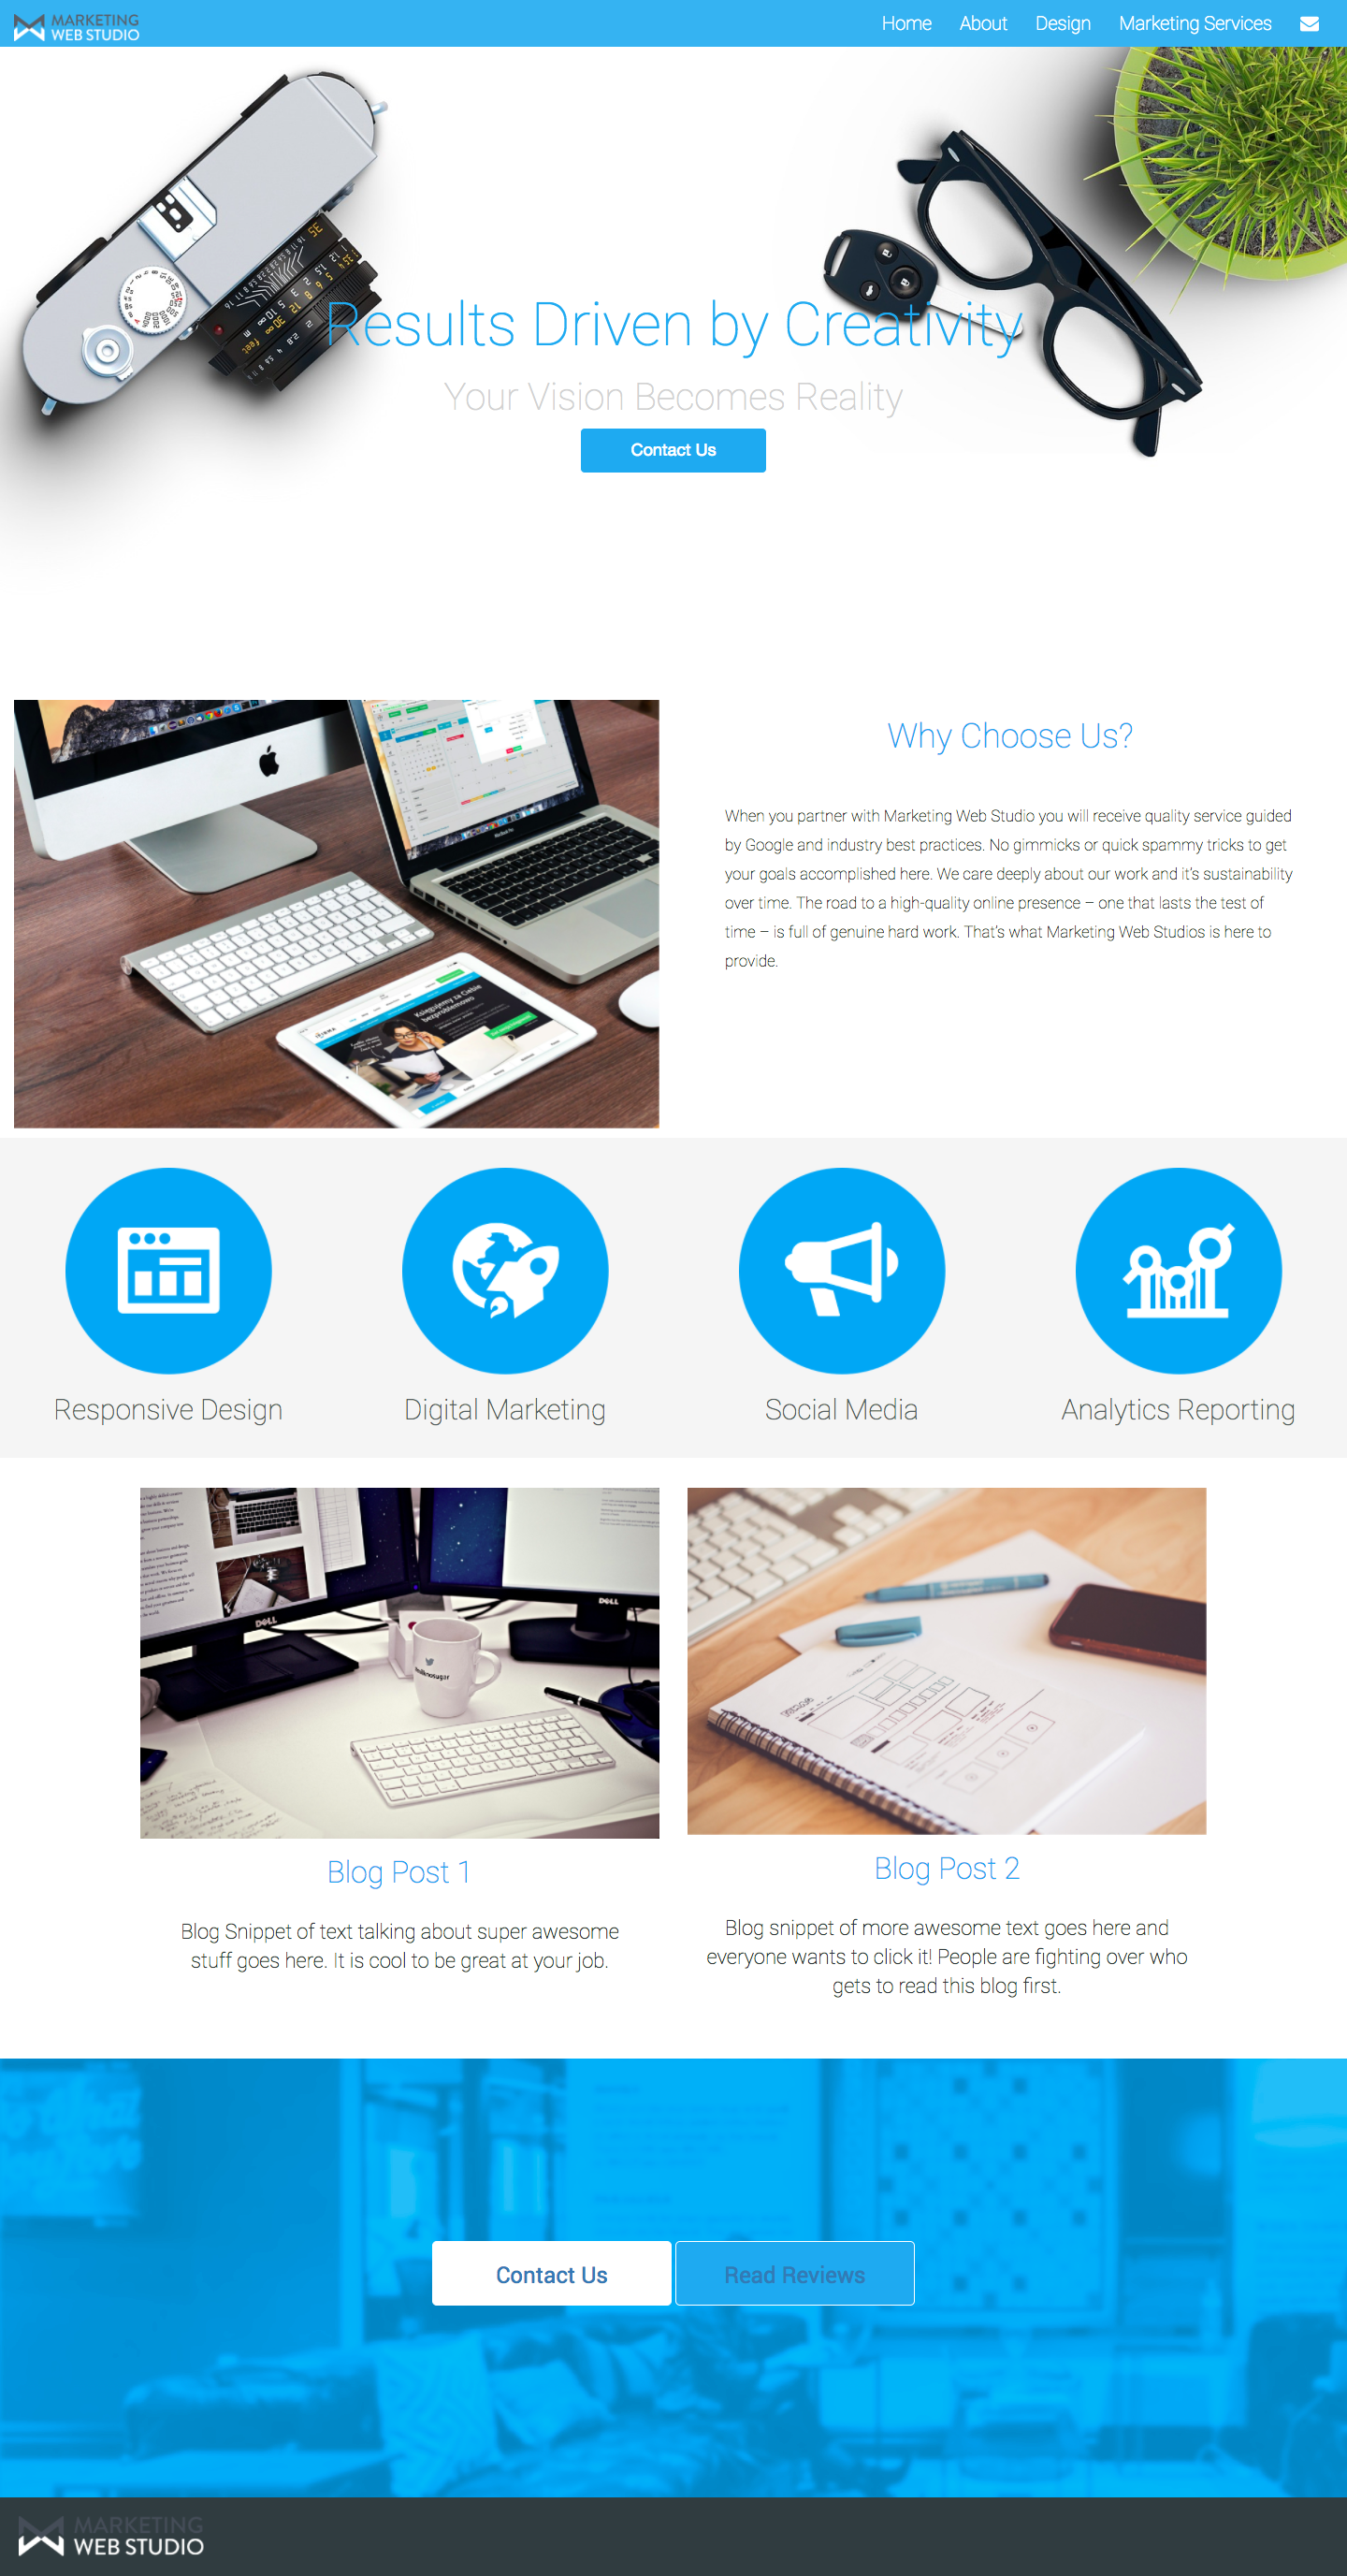 MARKETING
WEB STUDIO
Home About Design Marketing Services
Results Driven by Creativity
Your Vision Becomes Reality
Contact Us
Why Choose Us?
When you partner with Marketing Web Studio you will receive quality service guided
by Google and industry best practices. No gimmicks or quick spammy tricks to get
your goals accomplished here. We care deeply about our work and it's sustainability
over time. The road to a high-quality online presence – one that lasts the test of
time – is full of genuine hard work. That's what Marketing Web Studios is here to
provide.
MacBook Pro
Księgujemy za Ciebie
bezproblemowo
Responsive Design
Digital Marketing
Social Media
Analytics Reporting
DELL
DELL
Blog Post 1
Blog Snippet of text talking about super awesome
stuff goes here. It is cool to be great at your job.
Blog Post 2
Blog snippet of more awesome text goes here and
everyone wants to click it! People are fighting over who
gets to read this blog first.
Contact Us
Read Reviews
MARKETING
WEB STUDIO